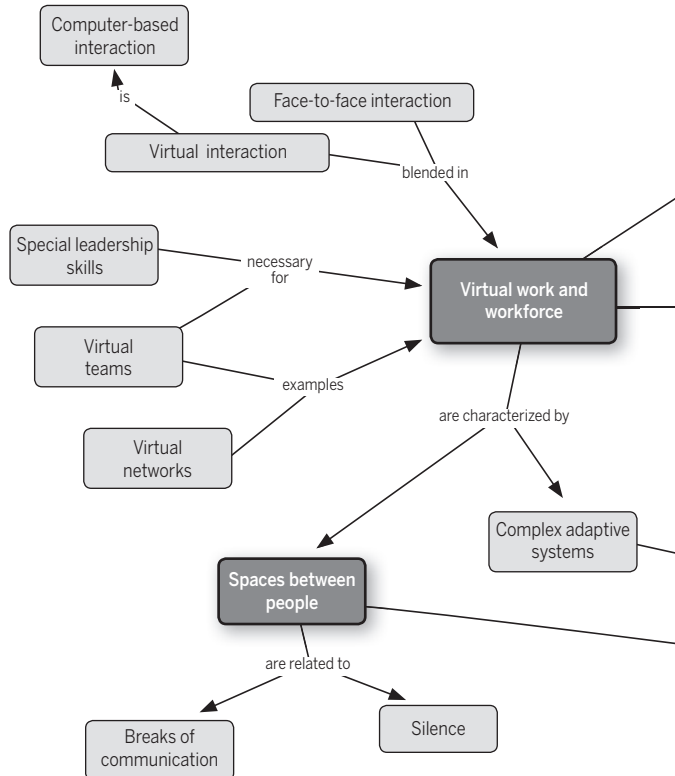 Computer-based
interaction
is
Face-to-face interaction
Virtual interaction
blended in
Special leadership
skills
necessary
for
Virtual work and
workforce
Virtual
teams
examples
Virtual
networks
are characterized by
Complex adaptive
systems
Spaces between
people
are related to
Breaks of
communication
Silence